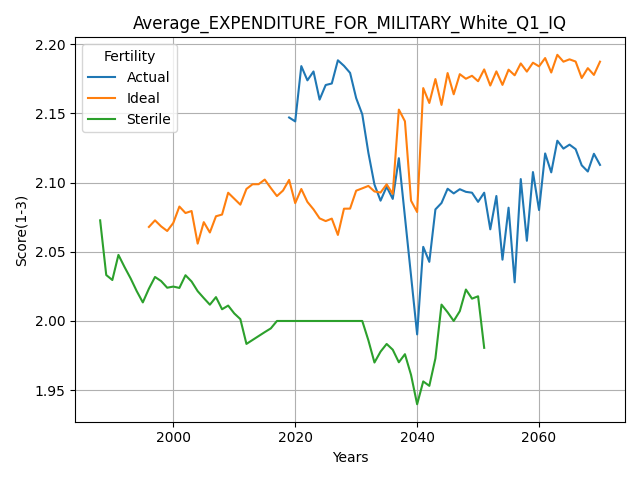 Average_EXPENDITURE_FOR_MILITARY_White_Q1_IQ
Fertility
Actual
Ideal
Sterile
Score(1-3)
2.20
2.15
2.10
2.05
2.00
1.95
2000
2020
2040
2060
Years